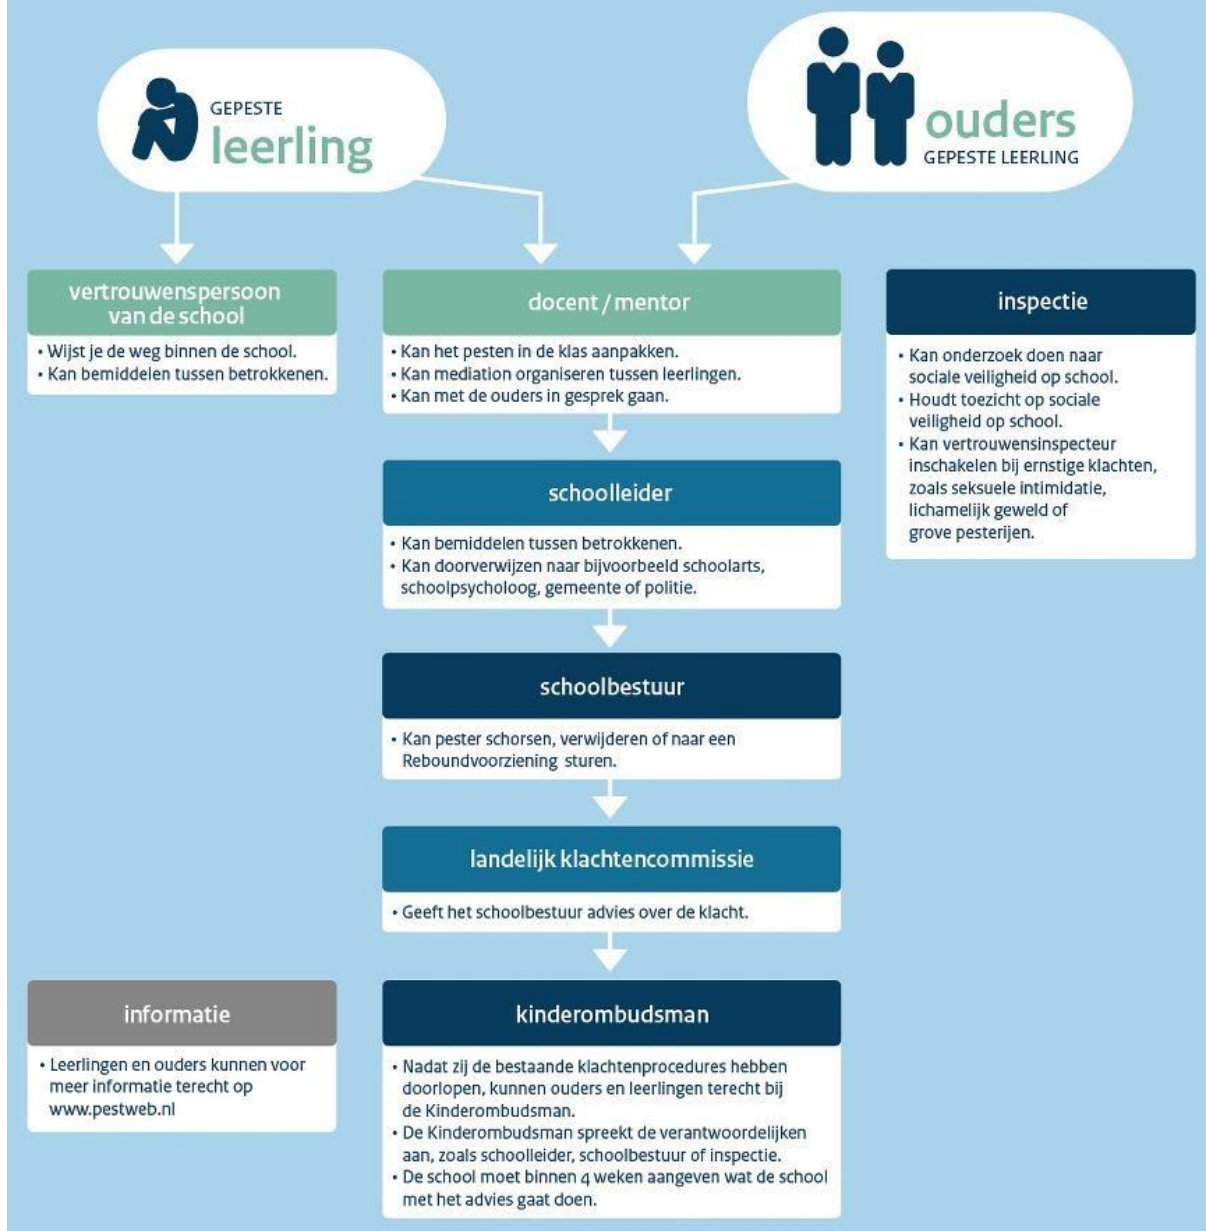 GEPESTE
leerling
ouders
GEPESTE LEERLING
vertrouwenspersoon
van de school
• Wijst je de weg binnen de school.
• Kan bemiddelen tussen betrokkenen.
docent / mentor
• Kan het pesten in de klas aanpakken.
• Kan mediation organiseren tussen leerlingen.
• Kan met de ouders in gesprek gaan.
inspectie
• Kan onderzoek doen naar
sociale veiligheid op school.
• Houdt toezicht op sociale
veiligheid op school.
• Kan vertrouwensinspecteur
inschakelen bij ernstige klachten,
zoals seksuele intimidatie,
lichamelijk geweld of
grove pesterijen.
schoolleider
• Kan bemiddelen tussen betrokkenen.
• Kan doorverwijzen naar bijvoorbeeld schoolarts,
schoolpsycholoog, gemeente of politie.
schoolbestuur
• Kan pester schorsen, verwijderen of naar een
Reboundvoorziening sturen.
landelijk klachtencommissie
• Geeft het schoolbestuur advies over de klacht.
informatie
• Leerlingen en ouders kunnen voor
meer informatie terecht op
www.pestweb.nl
kinderombudsman
• Nadat zij de bestaande klachtenprocedures hebben
doorlopen, kunnen ouders en leerlingen terecht bij
de Kinderombudsman.
• De Kinderombudsman spreekt de verantwoordelijken
aan, zoals schoolleider, schoolbestuur of inspectie.
• De school moet binnen 4 weken aangeven wat de school
met het advies gaat doen.